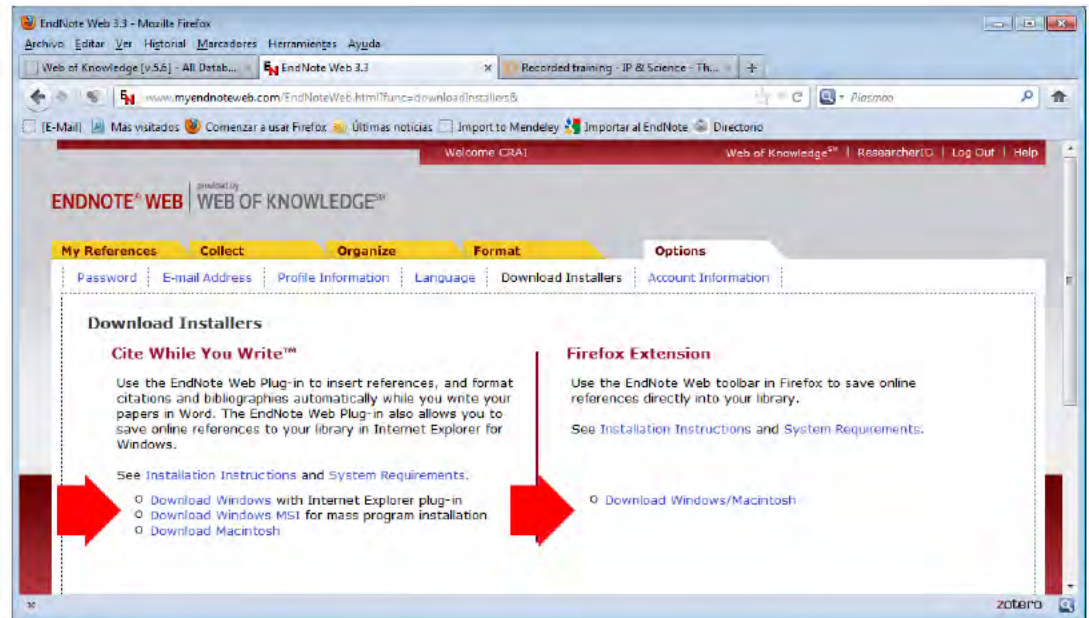 EndNote Web 3.3 - Mozilla Firefox
Archivo Editar Ver Historial Marcadores Herramientas Ayuda
Web of Knowledge [v.5.6] - All Datab... EndNote Web 3.3 Recorded training - IP & Science - Th...
www.myendnoteweb.com/EndNoteWeb.html?func=downloadInstallers& Piasmoo
[E-Mail] Más visitados Comenzar a usar Firefox Últimas noticias Import to Mendeley Importar al EndNote Directorio
Welcome CRAI Web of Knowledge℠ | ResearcherID | Log Out | Help
provided by
ENDNOTE® WEB WEB OF KNOWLEDGE℠
My References Collect Organize Format Options
Password E-mail Address Profile Information Language Download Installers Account Information
Download Installers
Cite While You Write™
Use the EndNote Web Plug-in to insert references, and format
citations and bibliographies automatically while you write your
papers in Word. The EndNote Web Plug-in also allows you to
save online references to your library in Internet Explorer for
Windows.
See Installation Instructions and System Requirements.
Download Windows with Internet Explorer plug-in
Download Windows MSI for mass program installation
Download Macintosh
Firefox Extension
Use the EndNote Web toolbar in Firefox to save online
references directly into your library.
See Installation Instructions and System Requirements.
Download Windows/Macintosh
zotero